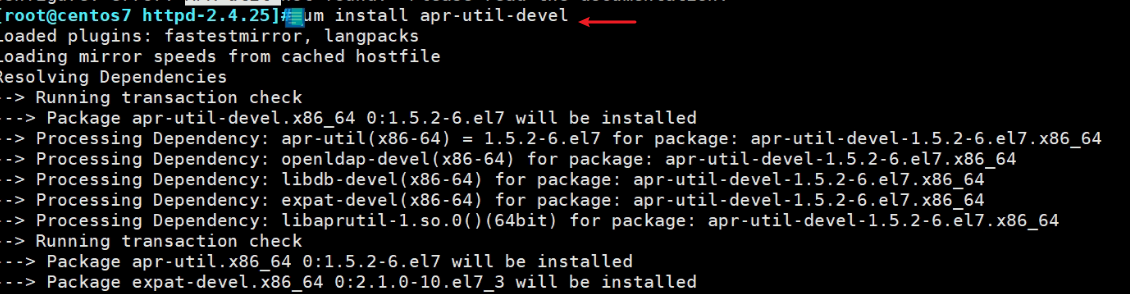 [root@centos7 httpd-2.4.25]#um install apr-util-devel
Loaded plugins: fastestmirror, langpacks
Loading mirror speeds from cached hostfile
Resolving Dependencies
--> Running transaction check
---> Package apr-util-devel.x86_64 0:1.5.2-6.el7 will be installed
--> Processing Dependency: apr-util(x86-64) = 1.5.2-6.el7 for package: apr-util-devel-1.5.2-6.el7.x86_64
--> Processing Dependency: openldap-devel(x86-64) for package: apr-util-devel-1.5.2-6.el7.x86_64
--> Processing Dependency: libdb-devel(x86-64) for package: apr-util-devel-1.5.2-6.el7.x86_64
--> Processing Dependency: expat-devel(x86-64) for package: apr-util-devel-1.5.2-6.el7.x86_64
--> Processing Dependency: libaprutil-1.so.0()(64bit) for package: apr-util-devel-1.5.2-6.el7.x86_64
--> Running transaction check
---> Package apr-util.x86_64 0:1.5.2-6.el7 will be installed
---> Package expat-devel.x86_64 0:2.1.0-10.el7_3 will be installed